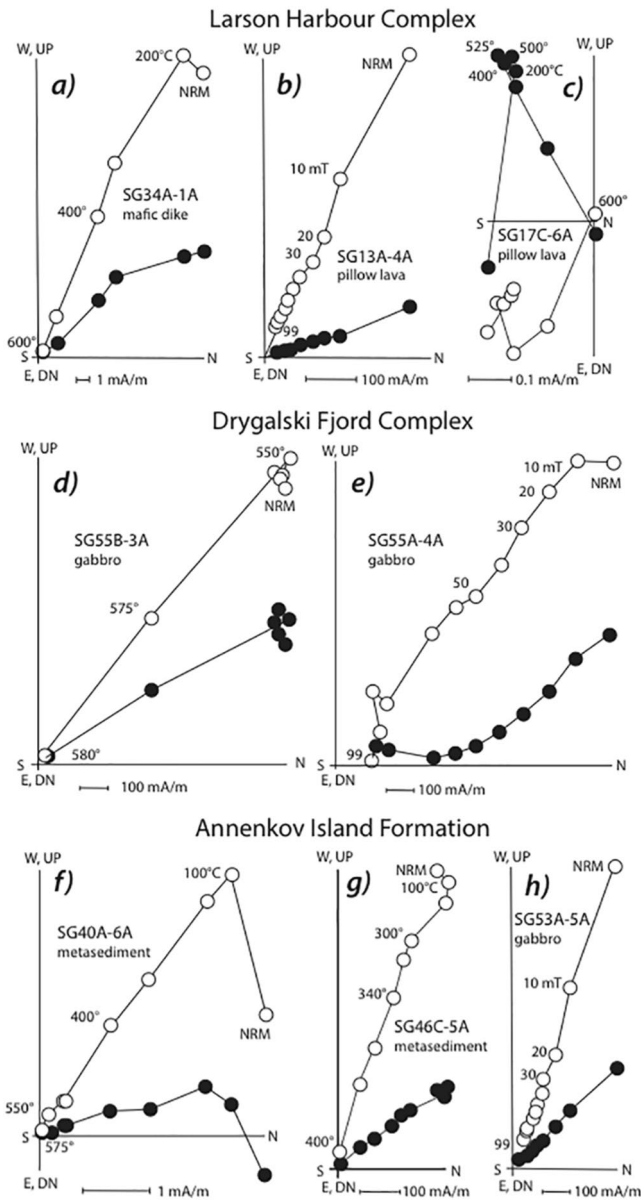 Larson Harbour Complex
W, UP
a)
200°C
NRM
400°
SG34A-1A
mafic dike
600°
S
N
E, DN
1 mA/m
W, UP
b)
NRM
10 mT
20
30
SG13A-4A
pillow lava
99
S
N
E, DN
100 mA/m
525°
500°
400°
200°C
W, UP
c)
600°
S
N
SG17C-6A
pillow lava
E, DN
0.1 mA/m
Drygalski Fjord Complex
W, UP
d)
550°
NRM
SG55B-3A
gabbro
575°
580°
S
N
E, DN
100 mA/m
W, UP
e)
10 mT
NRM
20
30
SG55A-4A
gabbro
50
99
S
N
E, DN
100 mA/m
Annenkov Island Formation
W, UP
f)
100°C
SG40A-6A
metasediment
400°
NRM
550°
575°
S
N
E, DN
1 mA/m
W, UP
g)
NRM
100°C
300°
340°
SG46C-5A
metasediment
400°
S
N
E, DN
100 mA/m
W, UP
h)
NRM
SG53A-5A
gabbro
10 mT
20
30
99
S
N
E, DN
100 mA/m